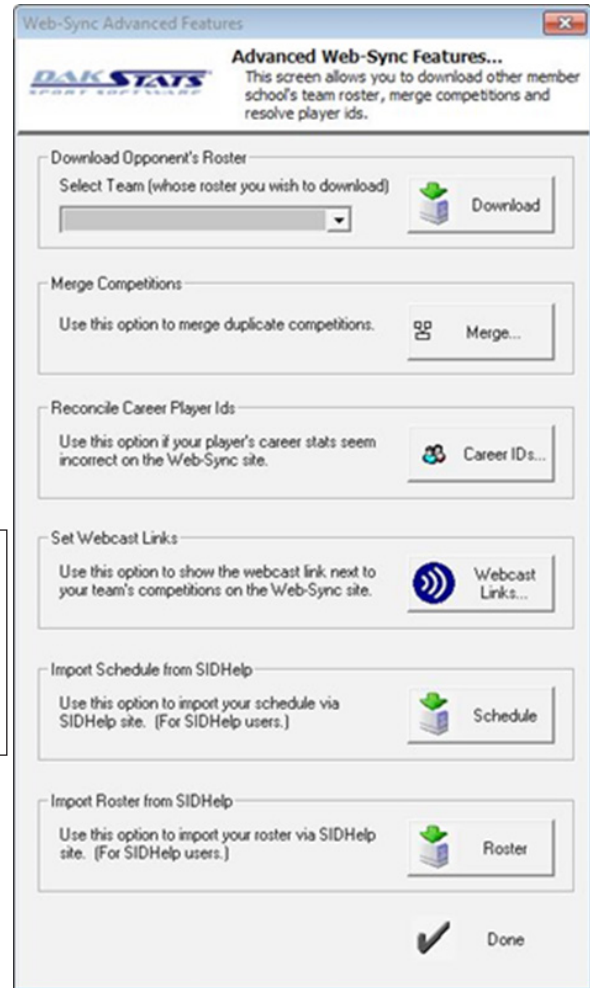 Web-Sync Advanced Features
DAKSTATS
SPORT SOFTWARE
Advanced Web-Sync Features...
This screen allows you to download other member
school's team roster, merge competitions and
resolve player ids.
Download Opponent's Roster
Select Team (whose roster you wish to download)
Download
Merge Competitions
Use this option to merge duplicate competitions.
Merge...
Reconcile Career Player Ids
Use this option if your player's career stats seem
incorrect on the Web-Sync site.
Career IDs...
Set Webcast Links
Use this option to show the webcast link next to
your team's competitions on the Web-Sync site.
Webcast
Links...
Import Schedule from SIDHelp
Use this option to import your schedule via
SIDHelp site. (For SIDHelp users.)
Schedule
Import Roster from SIDHelp
Use this option to import your roster via SIDHelp
site. (For SIDHelp users.)
Roster
Done